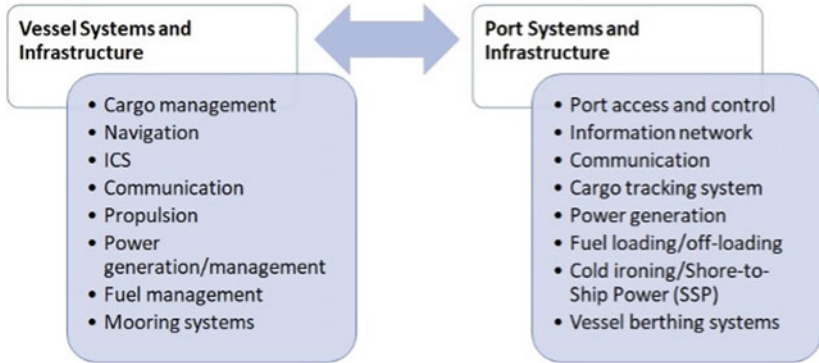 Vessel Systems and
Infrastructure
• Cargo management
• Navigation
• ICS
• Communication
• Propulsion
• Power
generation/management
• Fuel management
• Mooring systems
Port Systems and
Infrastructure
• Port access and control
• Information network
• Communication
• Cargo tracking system
• Power generation
• Fuel loading/off-loading
• Cold ironing/Shore-to-
Ship Power (SSP)
• Vessel berthing systems